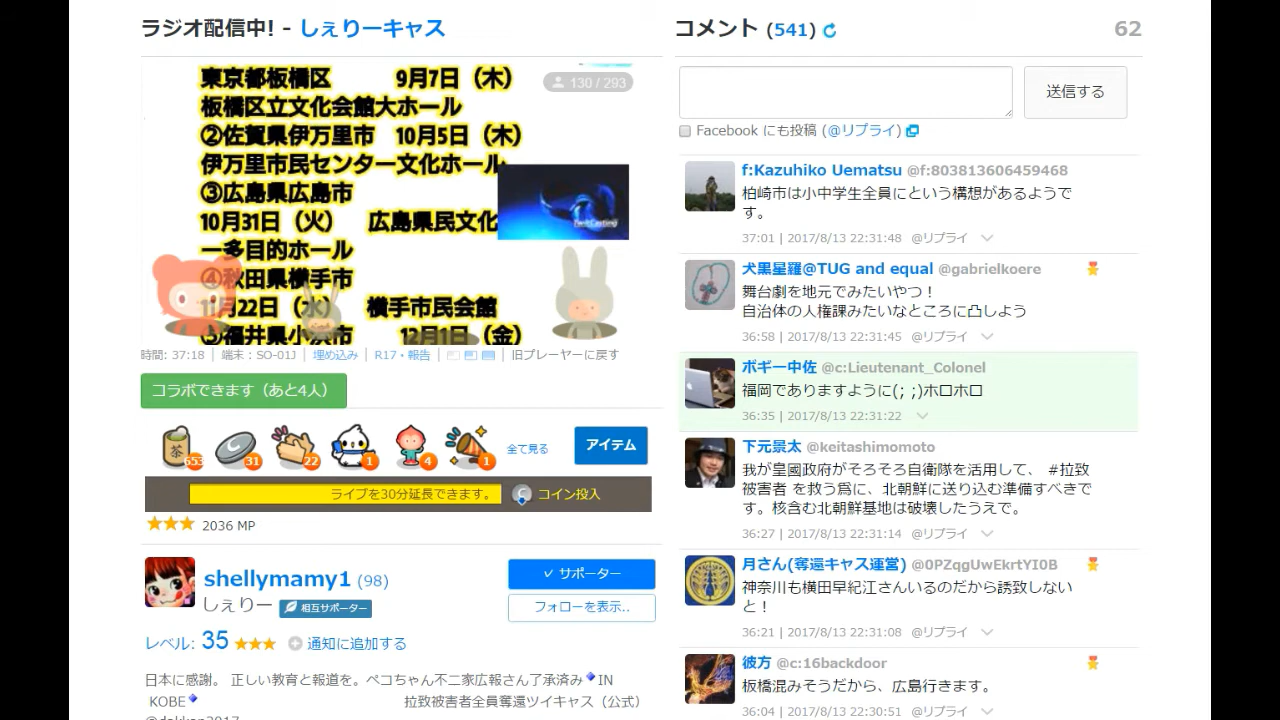 ラジオ配信中! - しぇりーキャス
東京都板橋区 9月7日（木）
130 / 293
板橋区立文化会館大ホール
②佐賀県伊万里市 10月5日（木）
伊万里市民センター文化ホール
③広島県広島市
10月31日（火） 広島県民文化
TwitCasting
ー多目的ホール
④秋田県横手市
11月22日（水） 横手市民会館
⑤福井県小浜市 12月1日（金）
時間: 37:18 | 端末：SO-01J | 埋め込み | R17・報告 | 旧プレーヤーに戻す
コラボできます（あと4人）
茶
653 31 22 1 4 1
全て見る
アイテム
ライブを30分延長できます。 C コイン投入
2036 MP
shellymamy1 (98)
しぇりー 相互サポーター
✓ サポーター
フォローを表示..
レベル: 35 通知に追加する
日本に感謝。 正しい教育と報道を。ペコちゃん不二家広報さん了承済み IN
KOBE 拉致被害者全員奪還ツイキャス（公式）
コメント (541) 62
送信する
Facebook にも投稿 (@リプライ)
f:Kazuhiko Uematsu @f:803813606459468
柏崎市は小中学生全員にという構想があるようで
す。
37:01 | 2017/8/13 22:31:48 @リプライ
犬黒星羅@TUG and equal @gabrielkoere
舞台劇を地元でみたいやつ！
自治体の人権課みたいなところに凸しよう
36:58 | 2017/8/13 22:31:45 @リプライ
ボギー中佐 @c:Lieutenant_Colonel
福岡でありますように(; ;)ホロホロ
36:35 | 2017/8/13 22:31:22
下元景太 @keitashimomoto
我が皇國政府がそろそろ自衛隊を活用して、 #拉致
被害者 を救う爲に、北朝鮮に送り込む準備すべきで
す。核含む北朝鮮基地は破壊したうえで。
36:27 | 2017/8/13 22:31:14 @リプライ
月さん(奪還キャス運営) @0PZqgUwEkrtYI0B
神奈川も横田早紀江さんいるのだから誘致しない
と！
36:21 | 2017/8/13 22:31:08 @リプライ
彼方 @c:16backdoor
板橋混みそうだから、広島行きます。
36:04 | 2017/8/13 22:30:51 @リプライ